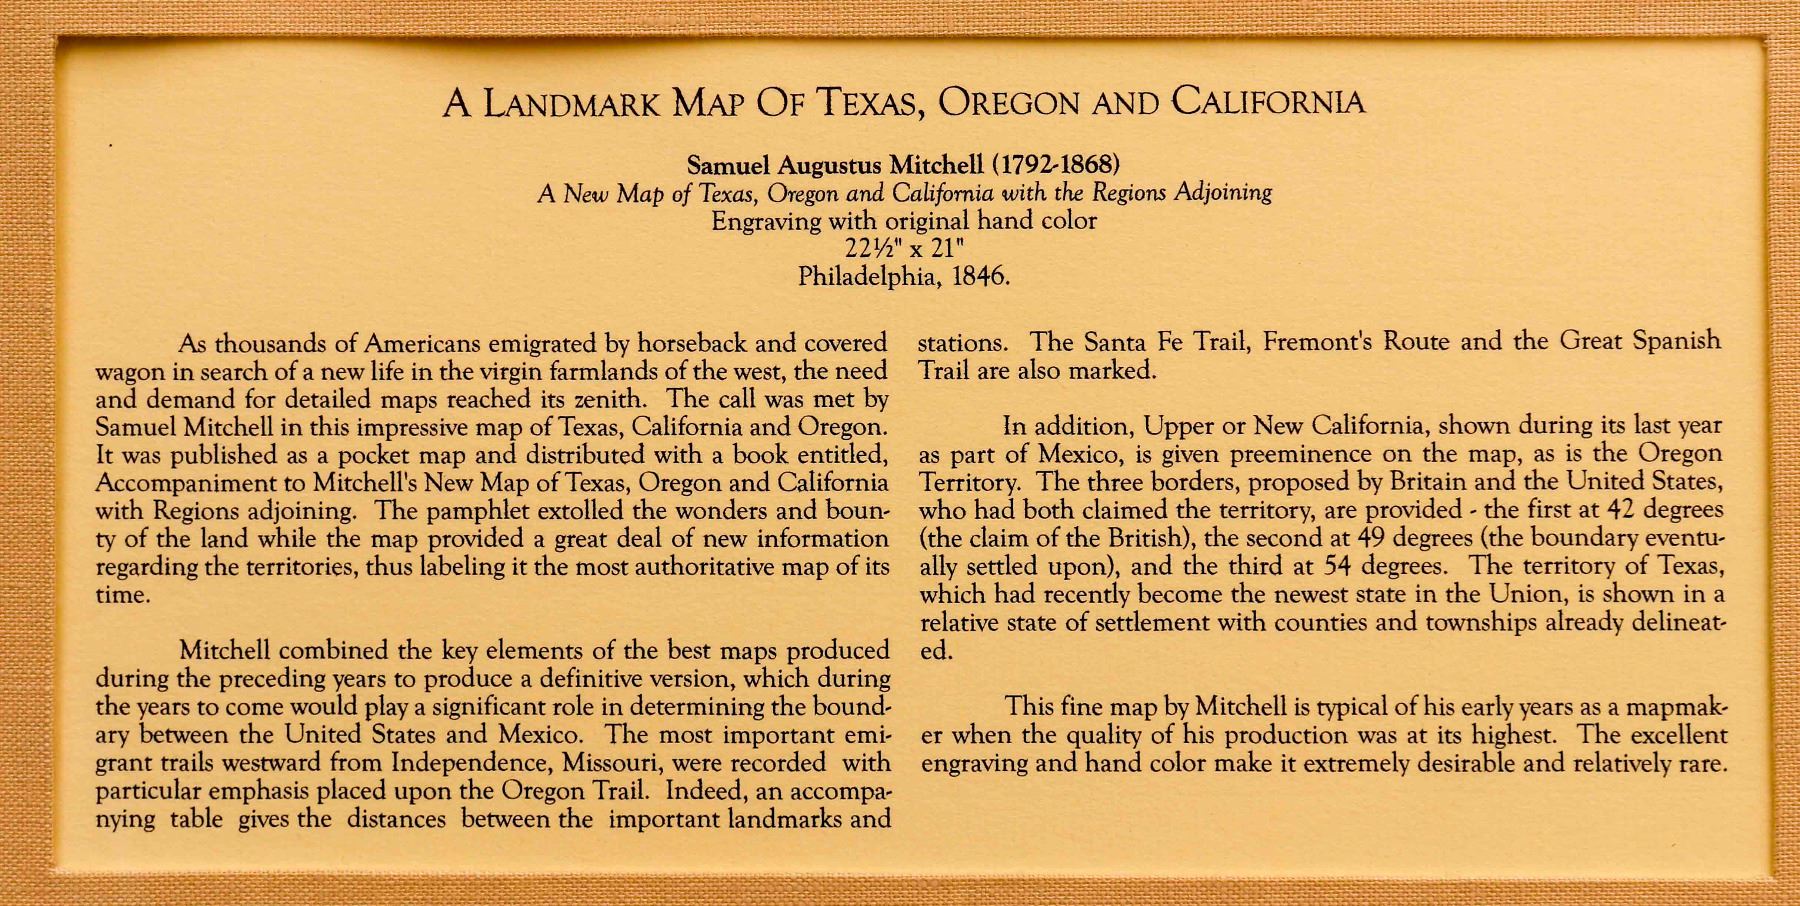 A Landmark Map Of Texas, Oregon and California
Samuel Augustus Mitchell (1792-1868)
A New Map of Texas, Oregon and California with the Regions Adjoining
Engraving with original hand color
22½" x 21"
Philadelphia, 1846.
As thousands of Americans emigrated by horseback and covered
wagon in search of a new life in the virgin farmlands of the west, the need
and demand for detailed maps reached its zenith. The call was met by
Samuel Mitchell in this impressive map of Texas, California and Oregon.
It was published as a pocket map and distributed with a book entitled,
Accompaniment to Mitchell's New Map of Texas, Oregon and California
with Regions adjoining. The pamphlet extolled the wonders and boun-
ty of the land while the map provided a great deal of new information
regarding the territories, thus labeling it the most authoritative map of its
time.
Mitchell combined the key elements of the best maps produced
during the preceding years to produce a definitive version, which during
the years to come would play a significant role in determining the bound-
ary between the United States and Mexico. The most important emi-
grant trails westward from Independence, Missouri, were recorded with
particular emphasis placed upon the Oregon Trail. Indeed, an accompa-
nying table gives the distances between the important landmarks and
stations. The Santa Fe Trail, Fremont's Route and the Great Spanish
Trail are also marked.
In addition, Upper or New California, shown during its last year
as part of Mexico, is given preeminence on the map, as is the Oregon
Territory. The three borders, proposed by Britain and the United States,
who had both claimed the territory, are provided - the first at 42 degrees
(the claim of the British), the second at 49 degrees (the boundary eventu-
ally settled upon), and the third at 54 degrees. The territory of Texas,
which had recently become the newest state in the Union, is shown in a
relative state of settlement with counties and townships already delineat-
ed.
This fine map by Mitchell is typical of his early years as a mapmak-
er when the quality of his production was at its highest. The excellent
engraving and hand color make it extremely desirable and relatively rare.